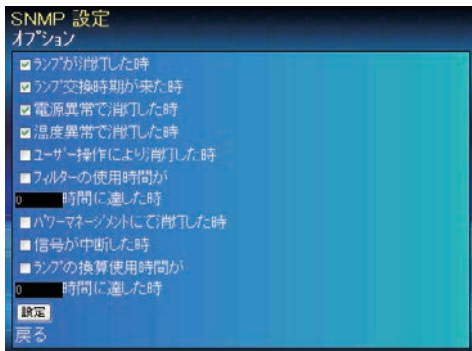 SNMP 設定
オプション
ランプが消灯した時
ランプ交換時期が来た時
電源異常で消灯した時
温度異常で消灯した時
ユーザー操作により消灯した時
フィルターの使用時間が
0 時間に達した時
パワーマネージメントにて消灯した時
信号が中断した時
ランプの換算使用時間が
0 時間に達した時
設定
戻る